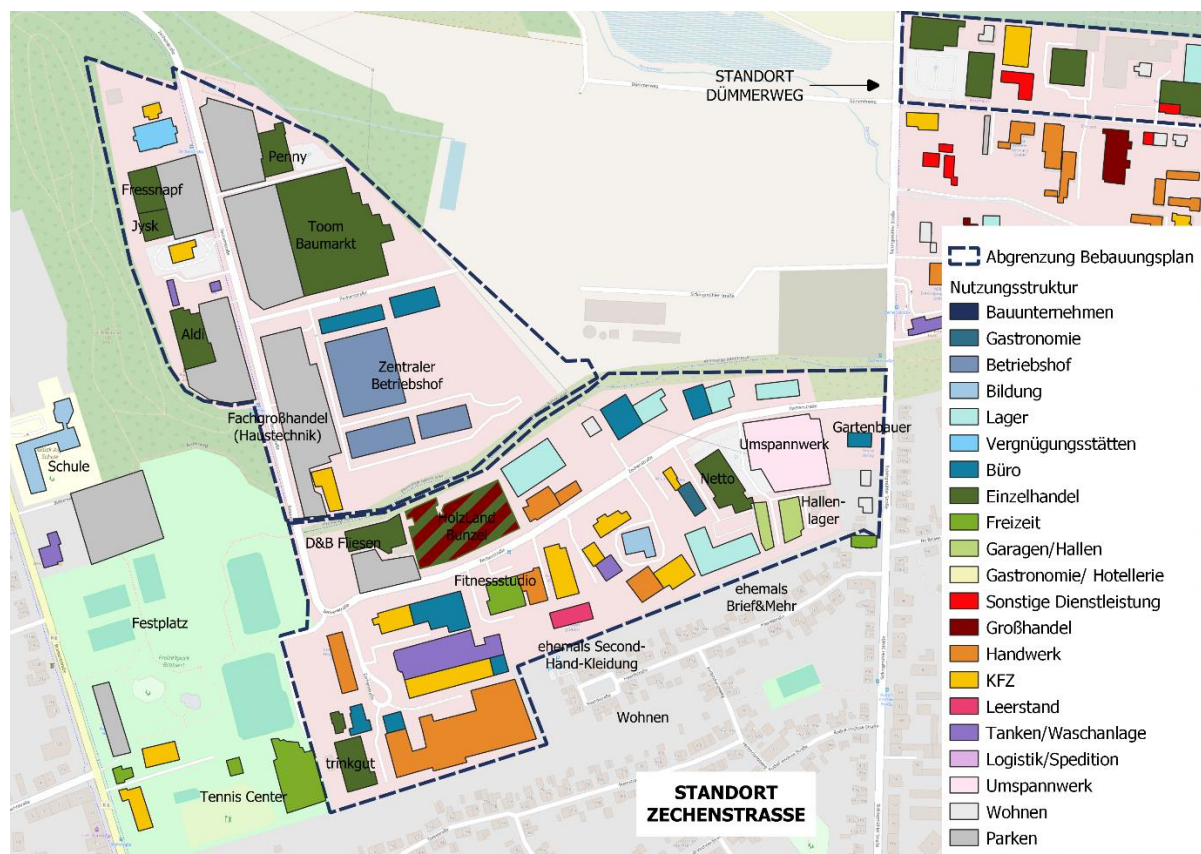 STANDORT
DÜMMERWEG
Penny
Fressnapf
Jysk
Toom
Baumarkt
Aldi
Zentraler
Betriebshof
Fachgroßhandel
(Haustechnik)
Schule
Umspannwerk
Gartenbauer
Netto
Hallen-
lager
HolzLand
Bunzel
D&B Fliesen
Fitnessstudio
ehemals
Brief&Mehr
Festplatz
ehemals Second-
Hand-Kleidung
Wohnen
trinkgut
Tennis Center
STANDORT
ZECHENSTRASSE
Abgrenzung Bebauungsplan
Nutzungsstruktur
Bauunternehmen
Gastronomie
Betriebshof
Bildung
Lager
Vergnügungsstätten
Büro
Einzelhandel
Freizeit
Garagen/Hallen
Gastronomie/ Hotellerie
Sonstige Dienstleistung
Großhandel
Handwerk
KFZ
Leerstand
Tanken/Waschanlage
Logistik/Spedition
Umspannwerk
Wohnen
Parken